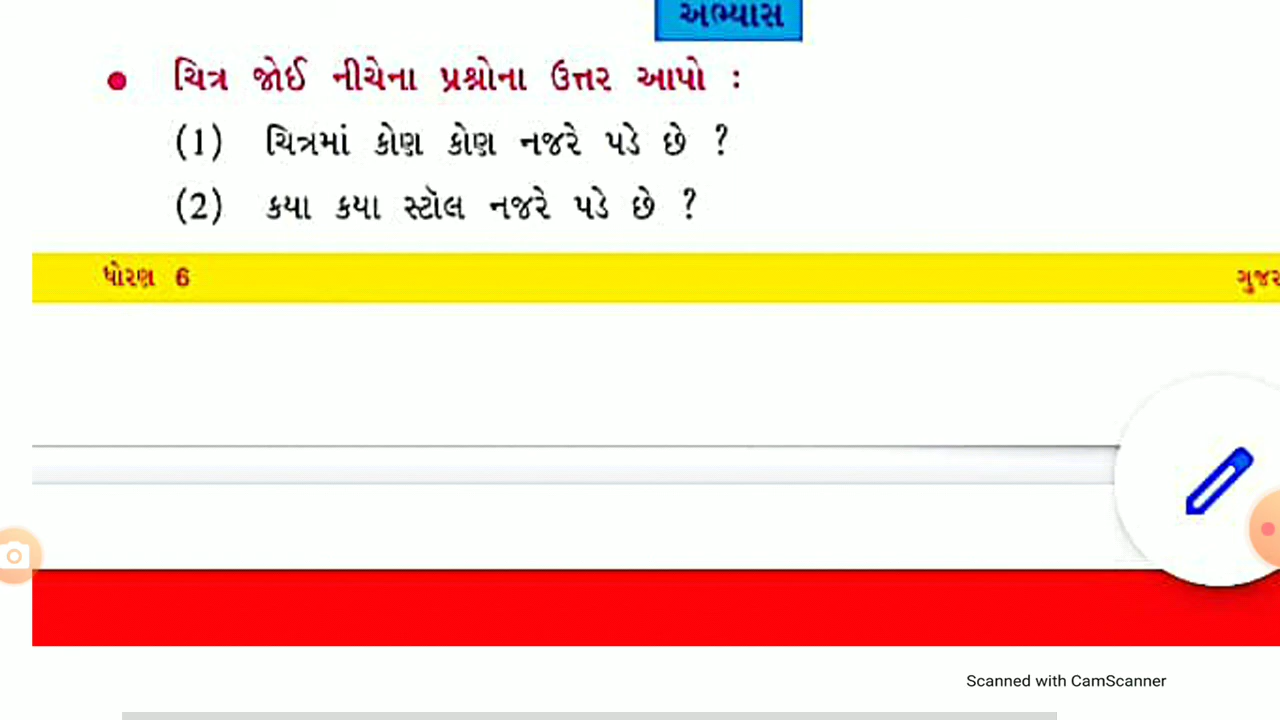 અભ્યાસ
● ચિત્ર જોઈ નીચેના પ્રશ્નોના ઉત્તર આપો :
(1) ચિત્રમાં કોણ કોણ નજરે પડે છે ?
(2) કયા કયા સ્ટૉલ નજરે પડે છે ?
ધોરણ 6
Scanned with CamScanner